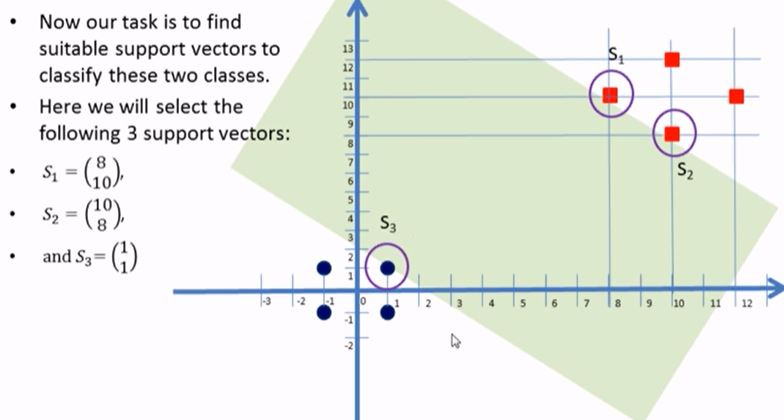 • Now our task is to find
suitable support vectors to
classify these two classes.
• Here we will select the
following 3 support vectors:
• S₁ = (8 10),
• S₂ = (10 8),
• and S₃= (1 1)
S₁
S₂
S₃
13
12
11
10
9
8
7
6
5
4
3
2
1
-1
-2
-3 -2 -1 0 1 2 3 4 5 6 7 8 9 10 11 12